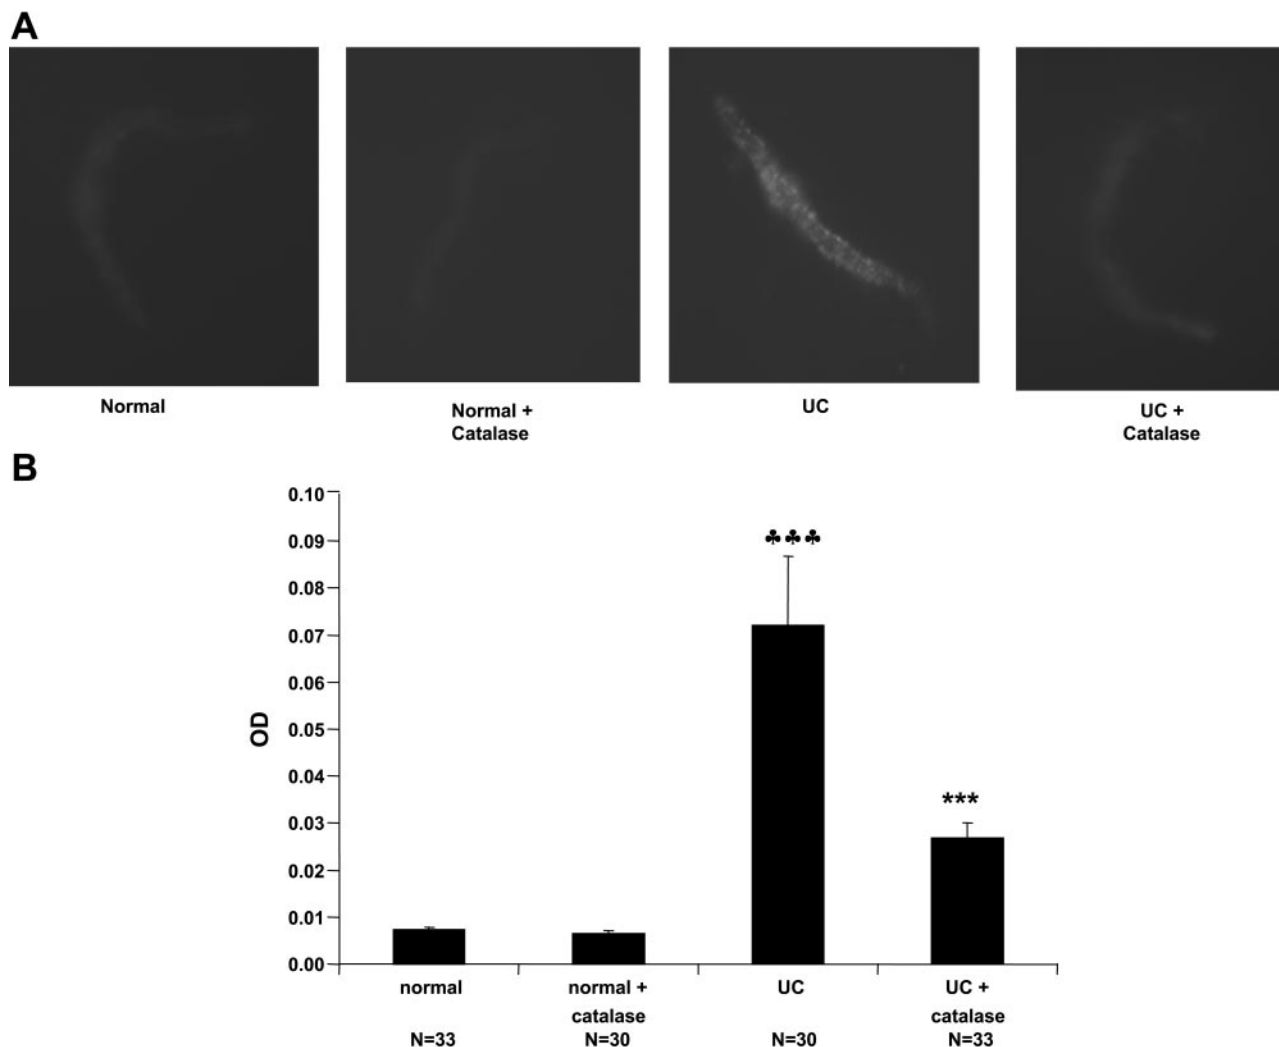 A
Normal
Normal +
Catalase
UC
UC +
Catalase
B
OD
0.10
0.09
0.08
0.07
0.06
0.05
0.04
0.03
0.02
0.01
0.00
♣♣♣
***
normal
normal +
catalase
UC
UC +
catalase
N=33
N=30
N=30
N=33